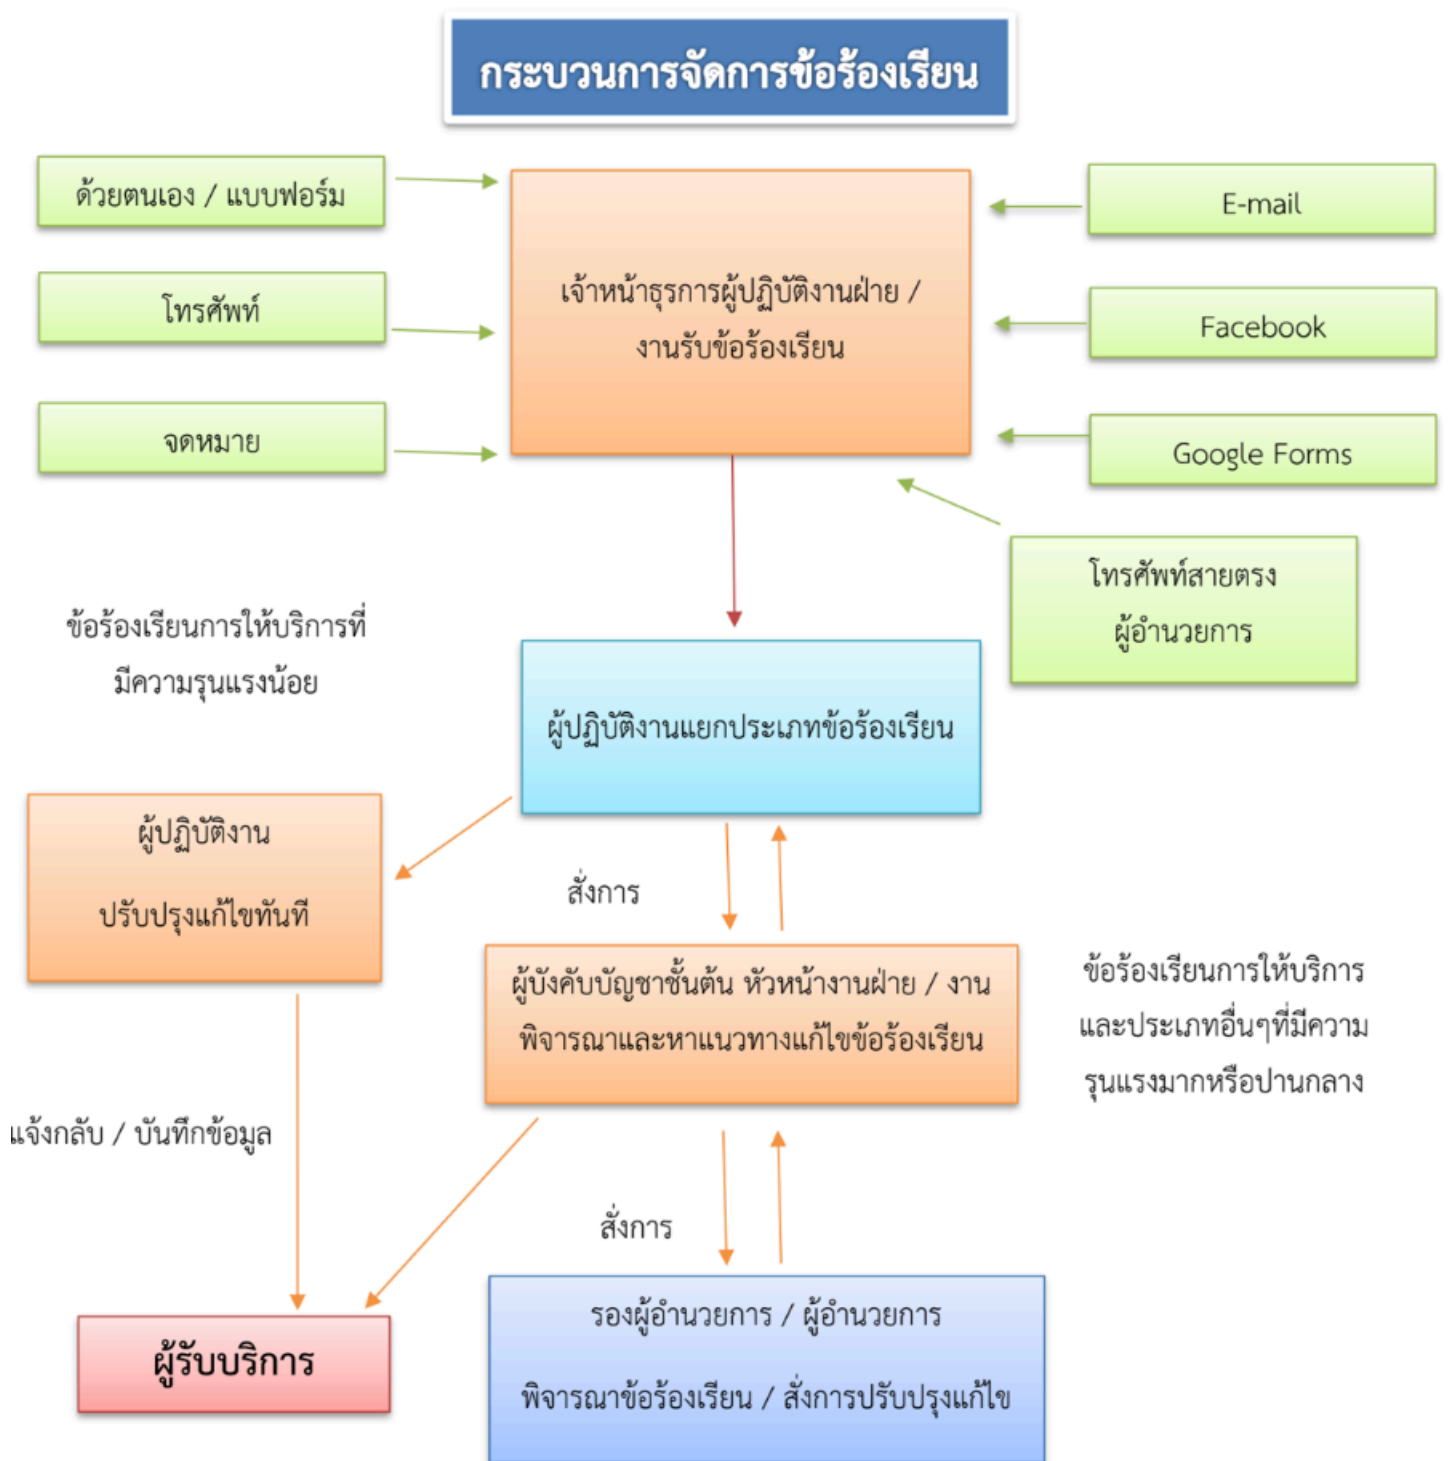 กระบวนการจัดการข้อร้องเรียน
ด้วยตนเอง / แบบฟอร์ม
โทรศัพท์
จดหมาย
เจ้าหน้าธุรการผู้ปฏิบัติงานฝ่าย /
งานรับข้อร้องเรียน
E-mail
Facebook
Google Forms
โทรศัพท์สายตรง
ผู้อำนวยการ
ข้อร้องเรียนการให้บริการที่
มีความรุนแรงน้อย
ผู้ปฏิบัติงานแยกประเภทข้อร้องเรียน
ผู้ปฏิบัติงาน
ปรับปรุงแก้ไขทันที
สั่งการ
ผู้บังคับบัญชาชั้นต้น หัวหน้างานฝ่าย / งาน
พิจารณาและหาแนวทางแก้ไขข้อร้องเรียน
ข้อร้องเรียนการให้บริการ
และประเภทอื่นๆที่มีความ
รุนแรงมากหรือปานกลาง
แจ้งกลับ / บันทึกข้อมูล
สั่งการ
ผู้รับบริการ
รองผู้อำนวยการ / ผู้อำนวยการ
พิจารณาข้อร้องเรียน / สั่งการปรับปรุงแก้ไข